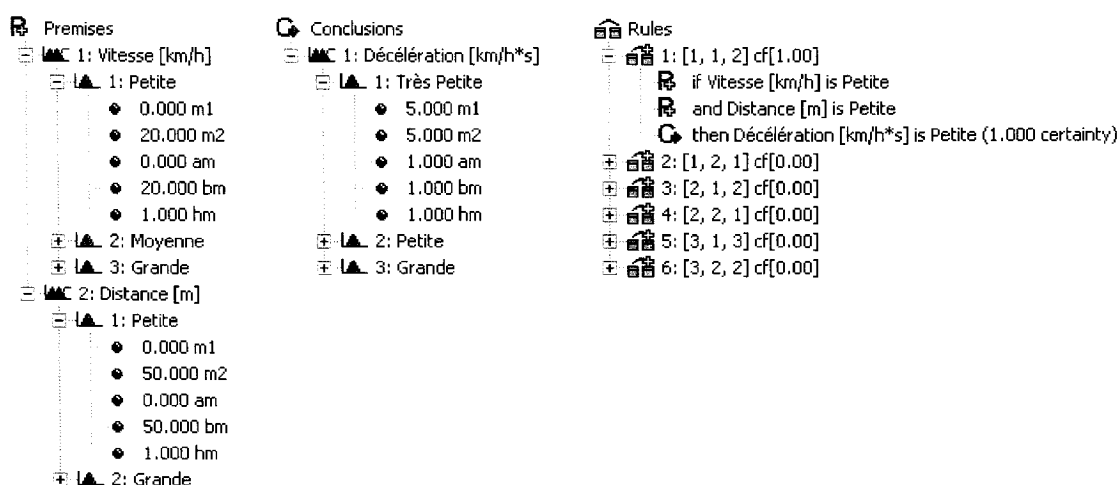 Premises
1: Vitesse [km/h]
1: Petite
0.000 m1
20.000 m2
0.000 am
20.000 bm
1.000 hm
2: Moyenne
3: Grande
2: Distance [m]
1: Petite
0.000 m1
50.000 m2
0.000 am
50.000 bm
1.000 hm
2: Grande
Conclusions
1: Décélération [km/h*s]
1: Très Petite
5.000 m1
5.000 m2
1.000 am
1.000 bm
1.000 hm
2: Petite
3: Grande
Rules
1: [1, 1, 2] cf[1.00]
if Vitesse [km/h] is Petite
and Distance [m] is Petite
then Décélération [km/h*s] is Petite (1.000 certainty)
2: [1, 2, 1] cf[0.00]
3: [2, 1, 2] cf[0.00]
4: [2, 2, 1] cf[0.00]
5: [3, 1, 3] cf[0.00]
6: [3, 2, 2] cf[0.00]